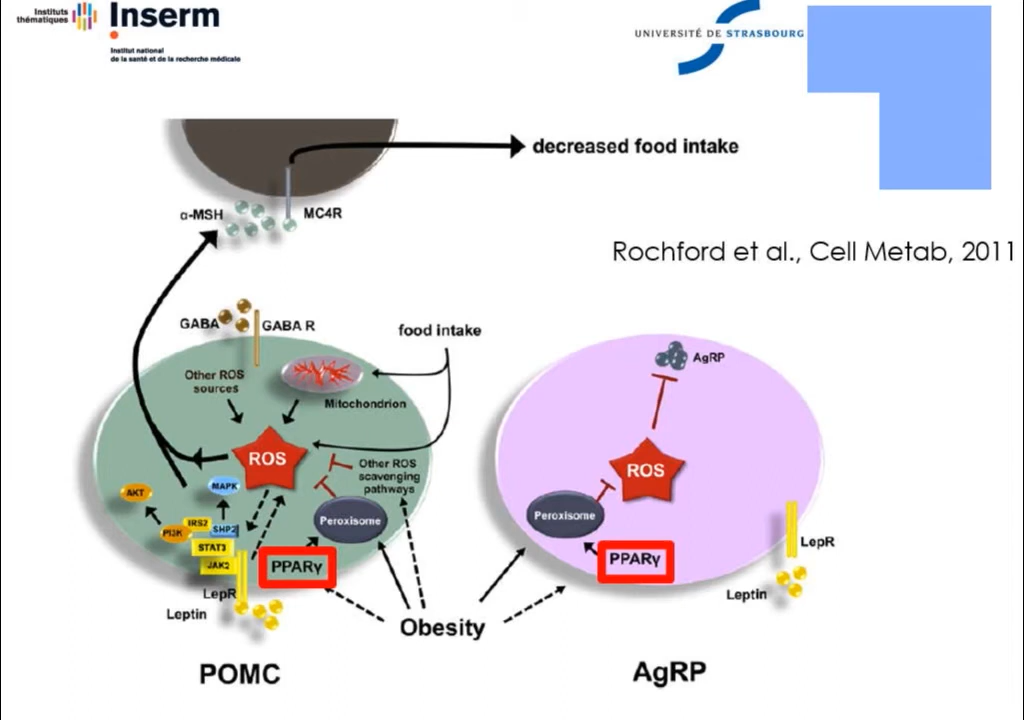 Instituts
thématiques
Inserm
Institut national
de la santé et de la recherche médicale
UNIVERSITÉ DE STRASBOURG
decreased food intake
α-MSH
MC4R
Rochford et al., Cell Metab, 2011
GABA
GABA R
food intake
Other ROS
sources
Mitochondrion
ROS
Other ROS
scavenging
pathways
AKT
MAPK
PI3K
IRS2
SHP2
STAT3
JAK2
Peroxisome
PPARγ
LepR
Leptin
Obesity
POMC
AgRP
ROS
Peroxisome
PPARγ
LepR
Leptin
AgRP